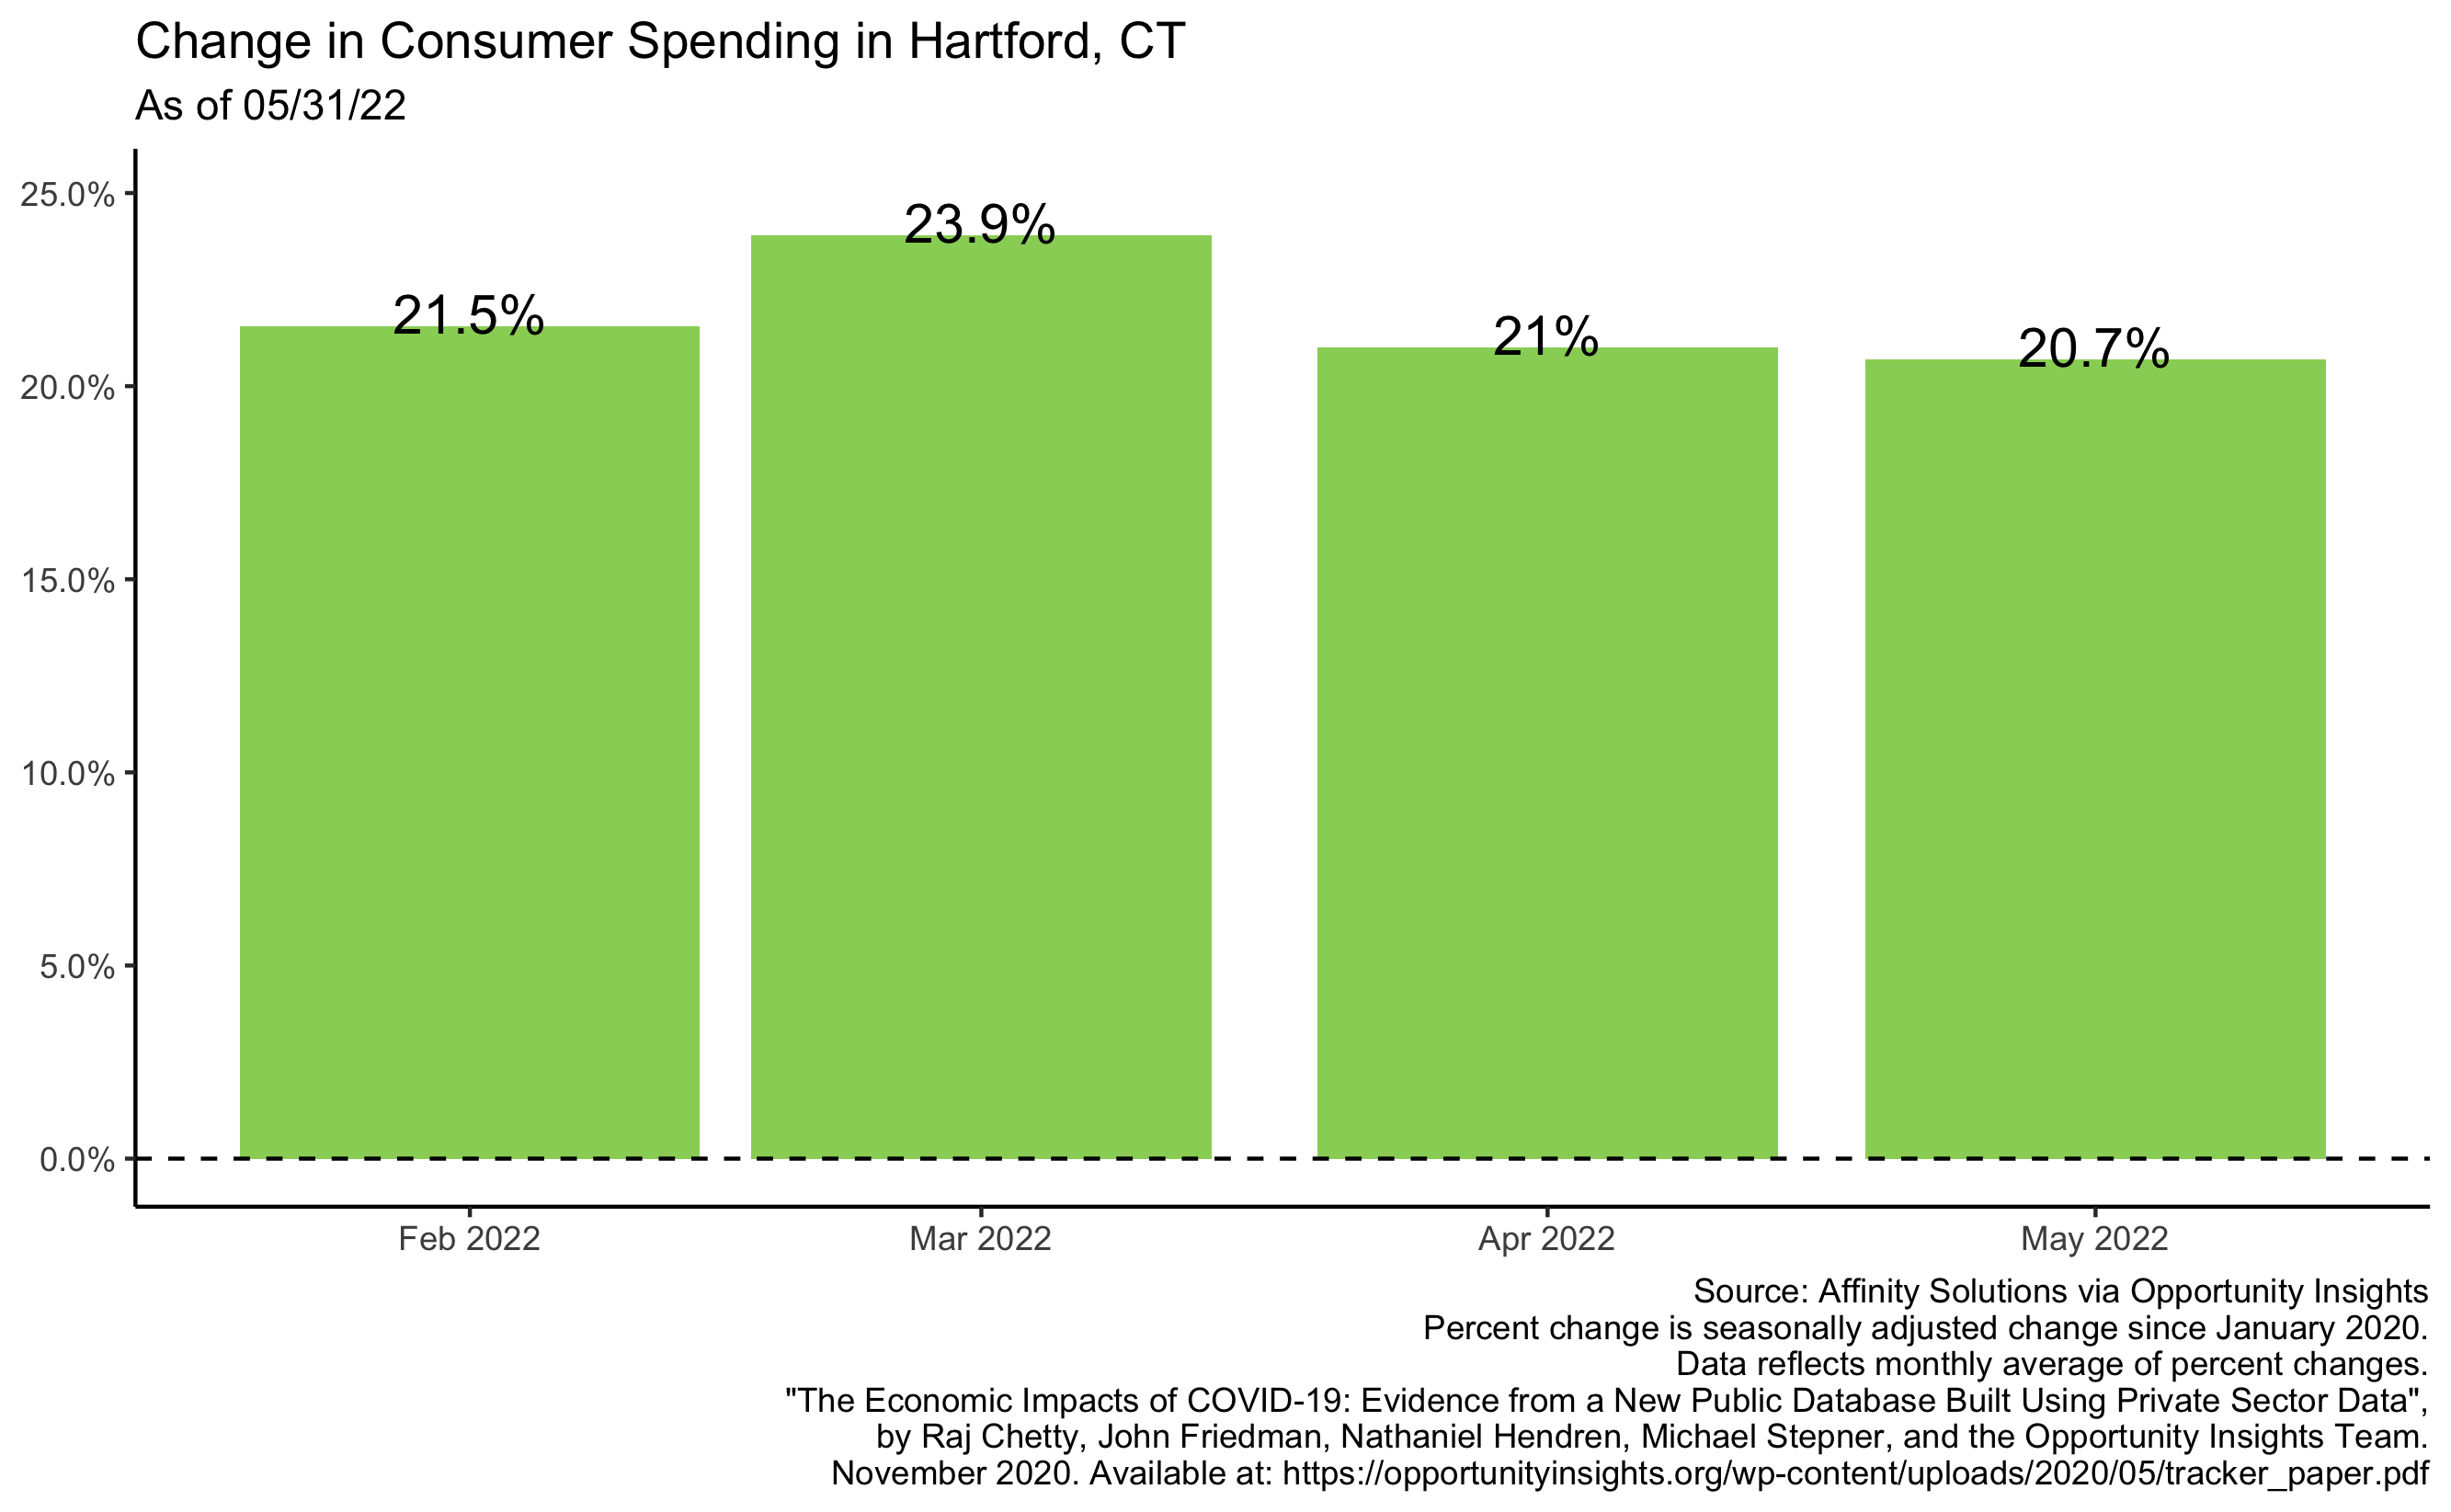 Change in Consumer Spending in Hartford, CT
As of 05/31/22
25.0%
20.0%
15.0%
10.0%
5.0%
0.0%
21.5%
23.9%
21%
20.7%
Feb 2022
Mar 2022
Apr 2022
May 2022
Source: Affinity Solutions via Opportunity Insights
Percent change is seasonally adjusted change since January 2020.
Data reflects monthly average of percent changes.
"The Economic Impacts of COVID-19: Evidence from a New Public Database Built Using Private Sector Data",
by Raj Chetty, John Friedman, Nathaniel Hendren, Michael Stepner, and the Opportunity Insights Team.
November 2020. Available at: https://opportunityinsights.org/wp-content/uploads/2020/05/tracker_paper.pdf